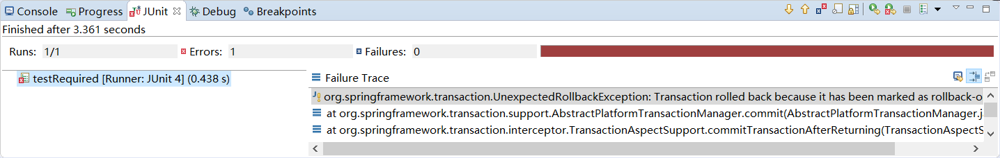 Console Progress JUnit Debug Breakpoints
Finished after 3.361 seconds
Runs: 1/1 Errors: 1 Failures: 0
testRequired [Runner: JUnit 4] (0.438 s)
Failure Trace
org.springframework.transaction.UnexpectedRollbackException: Transaction rolled back because it has been marked as rollback-o
at org.springframework.transaction.support.AbstractPlatformTransactionManager.commit(AbstractPlatformTransactionManager.j
at org.springframework.transaction.interceptor.TransactionAspectSupport.commitTransactionAfterReturning(TransactionAspectS